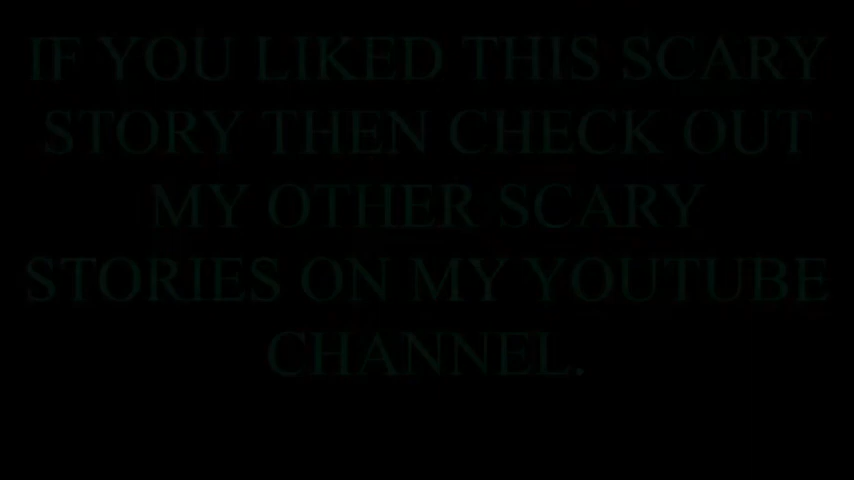 IF YOU LIKED THIS SCARY
STORY THEN CHECK OUT
MY OTHER SCARY
STORIES ON MY YOUTUBE
CHANNEL.